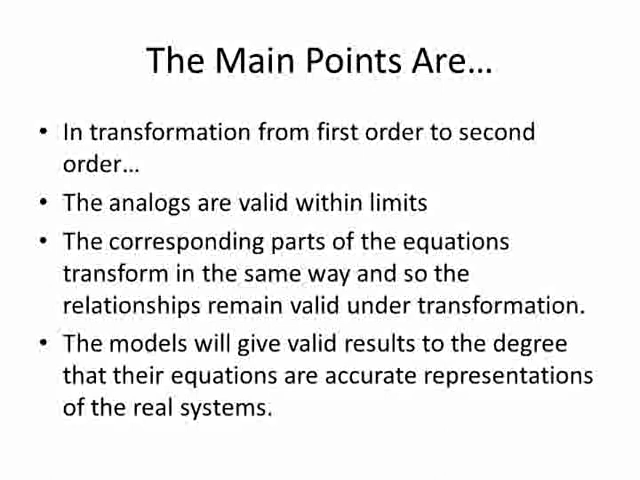 The Main Points Are…
• In transformation from first order to second
order…
• The analogs are valid within limits
• The corresponding parts of the equations
transform in the same way and so the
relationships remain valid under transformation.
• The models will give valid results to the degree
that their equations are accurate representations
of the real systems.